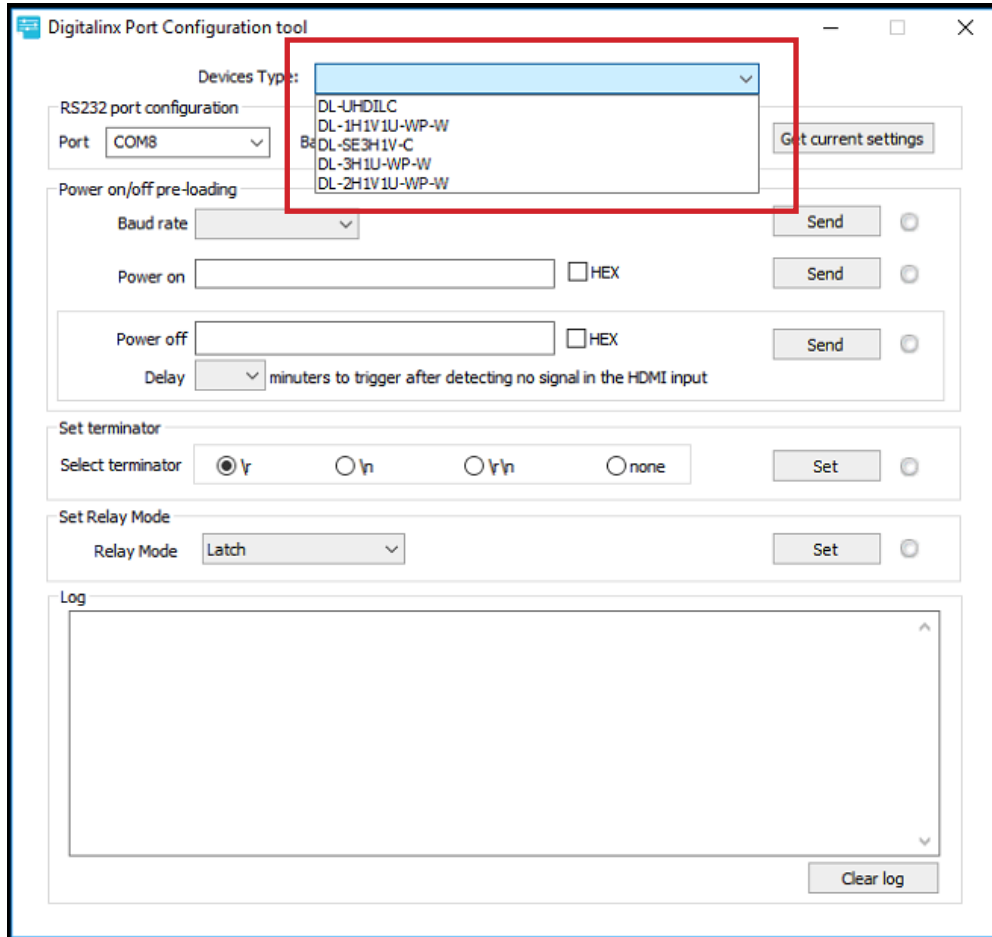 Digitalinx Port Configuration tool
Devices Type:
DL-UHDILC
DL-1H1V1U-WP-W
DL-SE3H1V-C
DL-3H1U-WP-W
DL-2H1V1U-WP-W
RS232 port configuration
Port COM8 Ba Get current settings
Power on/off pre-loading
Baud rate Send
Power on HEX Send
Power off HEX Send
Delay minuters to trigger after detecting no signal in the HDMI input
Set terminator
Select terminator \r \n \r\n none Set
Set Relay Mode
Relay Mode Latch Set
Log
Clear log